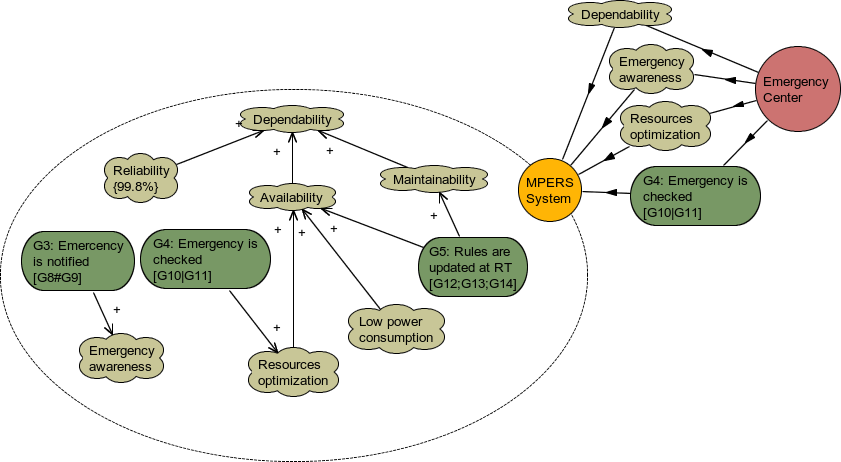 Dependability
Emergency
awareness
Emergency
Center
Resources
optimization
G4: Emergency is
checked
[G10|G11]
MPERS
System
Dependability
+
+
+
Reliability
{99.8%}
Maintainability
Availability
+
+
+
+
G3: Emercency
is notified
[G8#G9]
G4: Emergency is
checked
[G10|G11]
G5: Rules are
updated at RT
[G12;G13;G14]
+
+
Low power
consumption
Emergency
awareness
Resources
optimization